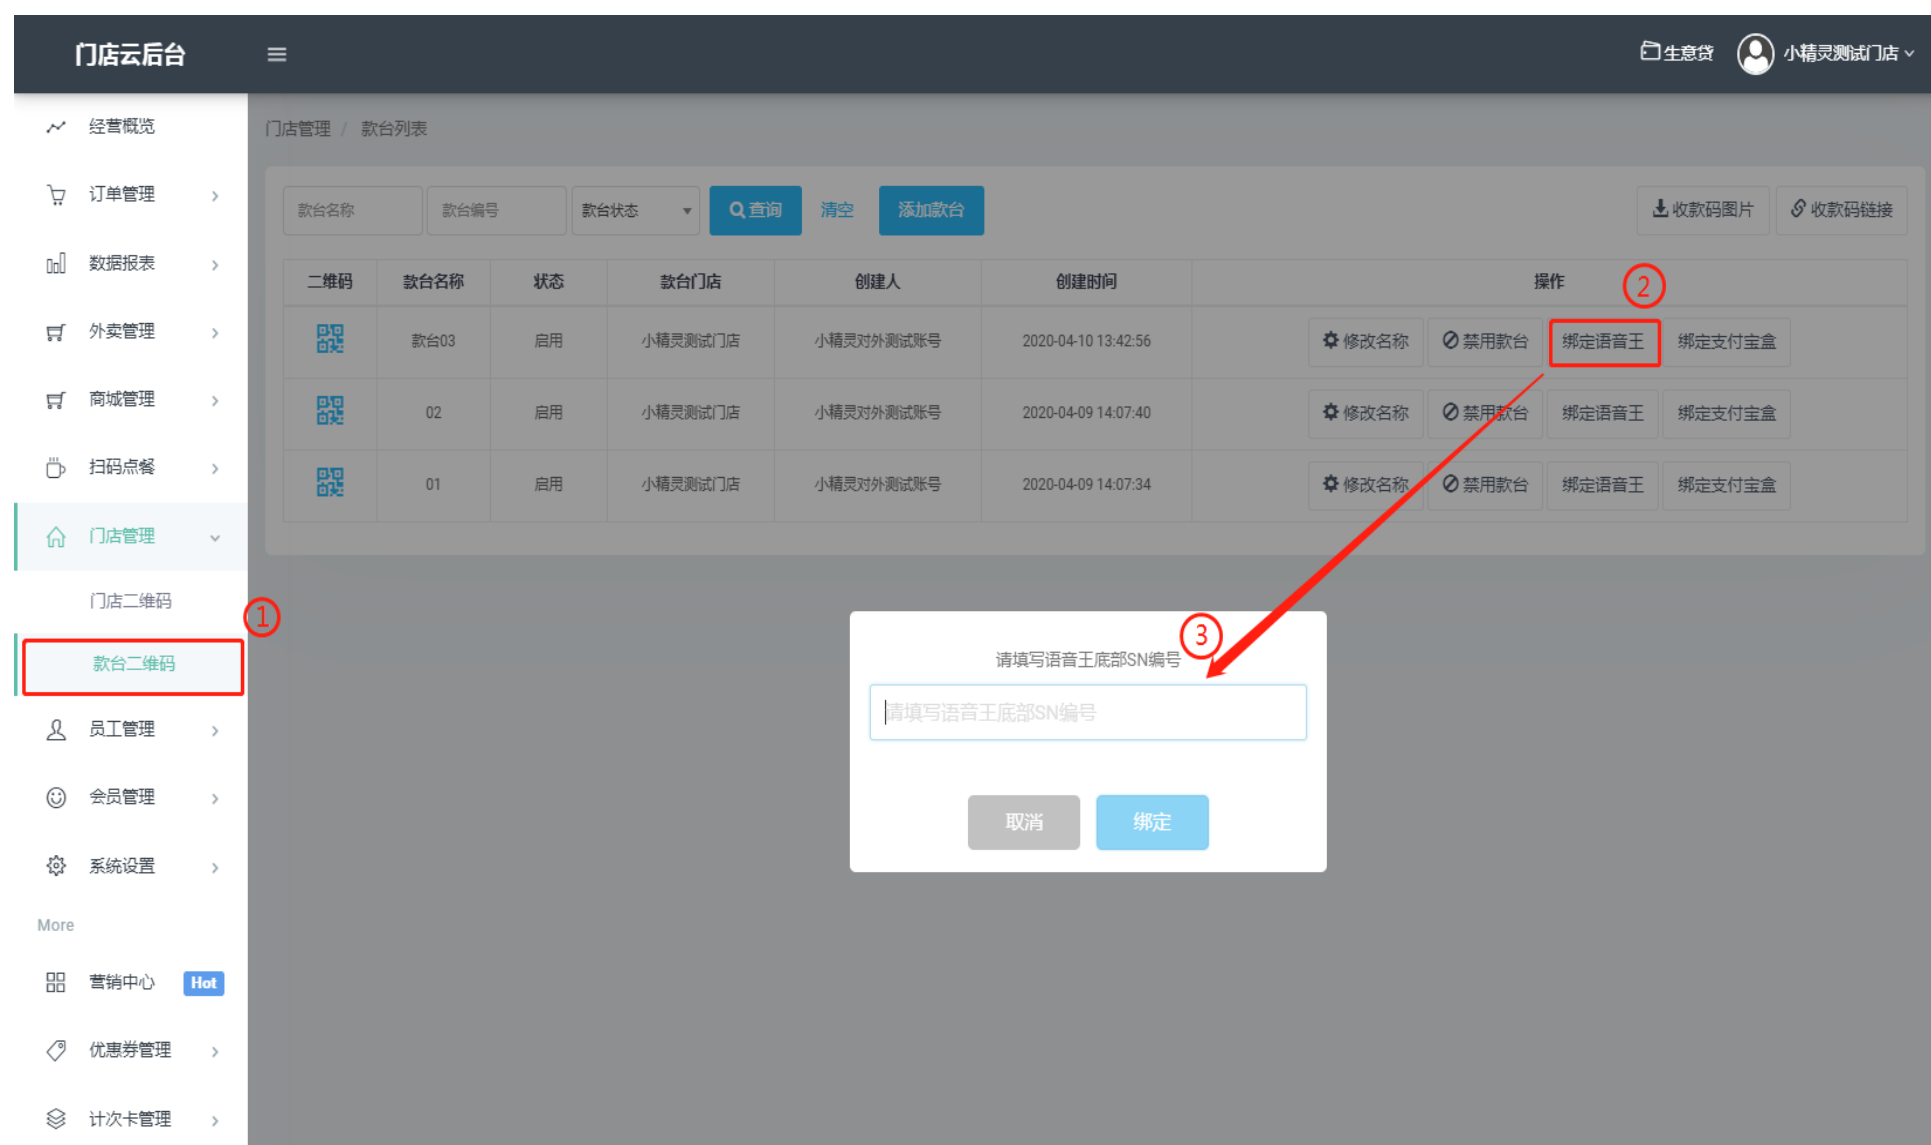 门店云后台
生意贷
小精灵测试门店
经营概览
订单管理
数据报表
外卖管理
商城管理
扫码点餐
门店管理
门店二维码
款台二维码
1
员工管理
会员管理
系统设置
More
营销中心 Hot
优惠券管理
计次卡管理
门店管理 / 款台列表
款台名称 款台编号 款台状态 查询 清空 添加款台 收款码图片 收款码链接
二维码 款台名称 状态 款台门店 创建人 创建时间 操作 2
款台03 启用 小精灵测试门店 小精灵对外测试账号 2020-04-10 13:42:56 修改名称 禁用款台 绑定语音王 绑定支付宝盒
02 启用 小精灵测试门店 小精灵对外测试账号 2020-04-09 14:07:40 修改名称 禁用款台 绑定语音王 绑定支付宝盒
01 启用 小精灵测试门店 小精灵对外测试账号 2020-04-09 14:07:34 修改名称 禁用款台 绑定语音王 绑定支付宝盒
3
请填写语音王底部SN编号
请填写语音王底部SN编号
取消 绑定